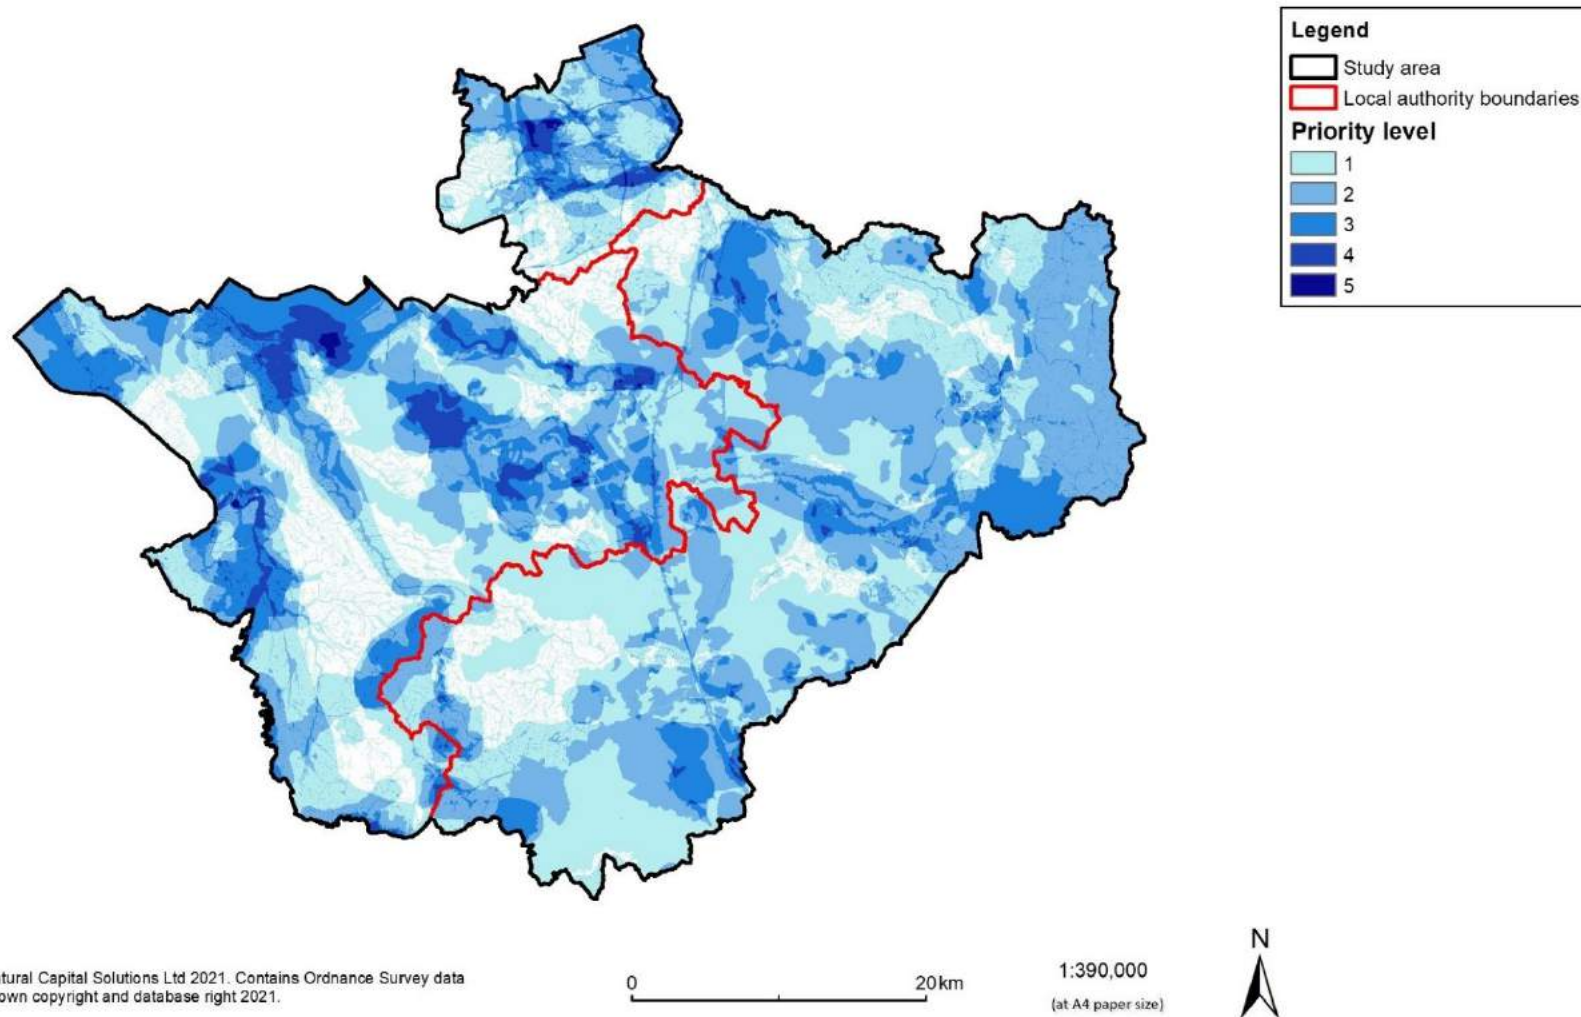 Legend
Study area
Local authority boundaries
Priority level
1
2
3
4
5
tural Capital Solutions Ltd 2021. Contains Ordnance Survey data
own copyright and database right 2021.
0
20km
1:390,000
(at A4 paper size)
N